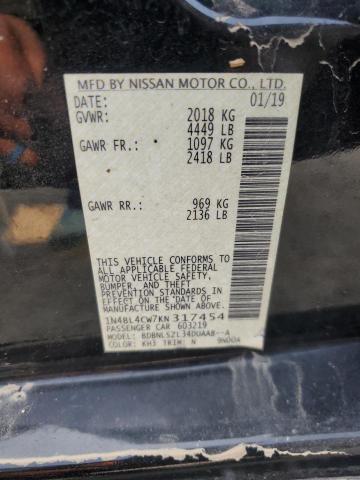 MFD BY NISSAN MOTOR CO., LTD.
DATE: 01/19
GVWR: 2018 KG
4449 LB
GAWR FR.: 1097 KG
2418 LB
GAWR RR.: 969 KG
2136 LB
THIS VEHICLE CONFORMS TO
ALL APPLICABLE FEDERAL MOTOR
MOTOR VEHICLE SAFETY,
BUMPER, AND THEFT
PREVENTION STANDARDS IN
EFFECT ON THE DATE OF
MANUFACTURE SHOWN ABOVE.
1N4BL4CW7KN317454
PASSENGER CAR 603219
MODEL: BDBNLSZL34DUAAB--A
COLOR: KH3 TRIM: N 9N00A